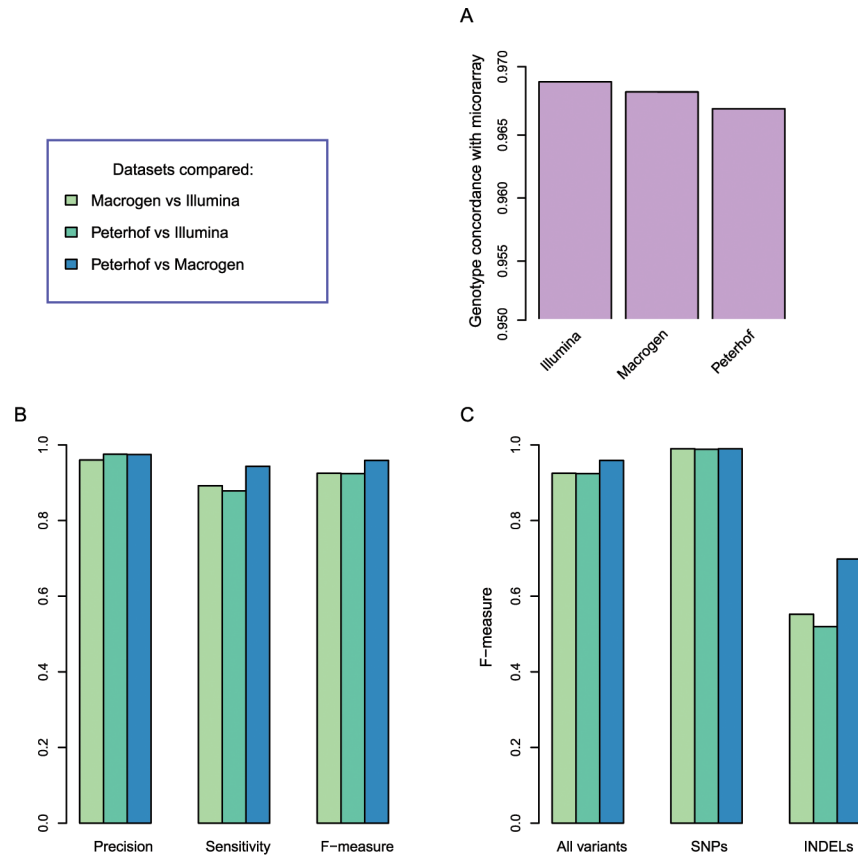 A
Genotype concordance with micorarray
0.970
0.965
0.960
0.955
0.950
Illumina
Macrogen
Peterhof
Datasets compared:
Macrogen vs Illumina
Peterhof vs Illumina
Peterhof vs Macrogen
B
1.0
0.8
0.6
0.4
0.2
0.0
Precision
Sensitivity
F−measure
C
F−measure
1.0
0.8
0.6
0.4
0.2
0.0
All variants
SNPs
INDELs